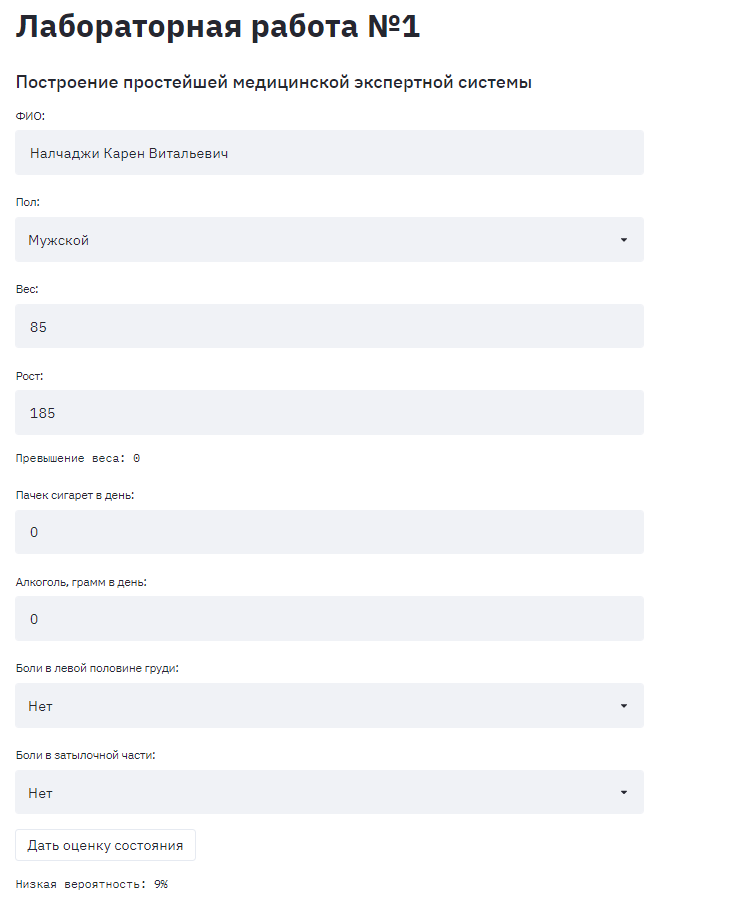 Лабораторная работа №1
Построение простейшей медицинской экспертной системы
ФИО:
Налчаджи Карен Витальевич
Пол:
Мужской
Вес:
85
Рост:
185
Превышение веса: 0
Пачек сигарет в день:
0
Алкоголь, грамм в день:
0
Боли в левой половине груди:
Нет
Боли в затылочной части:
Нет
Дать оценку состояния
Низкая вероятность: 9%